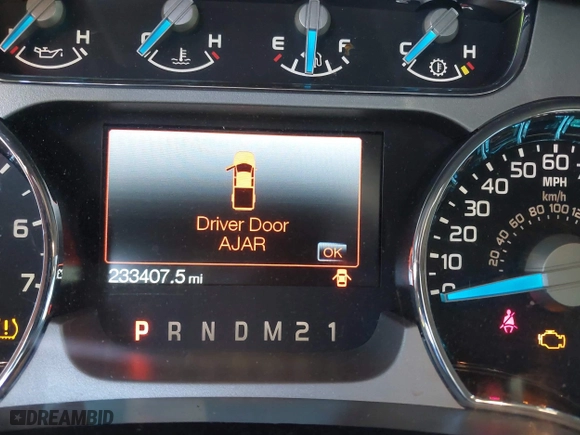 H
C H
E F
C H
Driver Door
AJAR
OK
233407.5 mi
P R N D M 2 1
6
7
60
50
40
30
20
10
0
MPH
km/h
20
40
60
80
100
DREAMBID